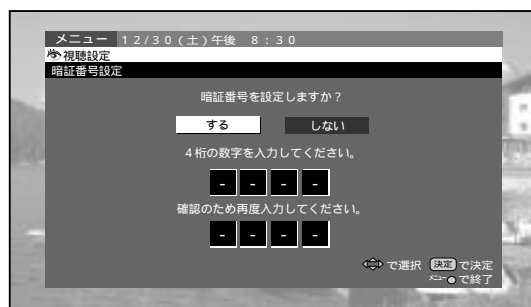 メニュー 12/30(土)午後 8:30
視聴設定
暗証番号設定
暗証番号を設定しますか?
する しない
4桁の数字を入力してください。
- - - -
確認のため再度入力してください。
- - - -
で選択 決定 で決定
メニュー で終了